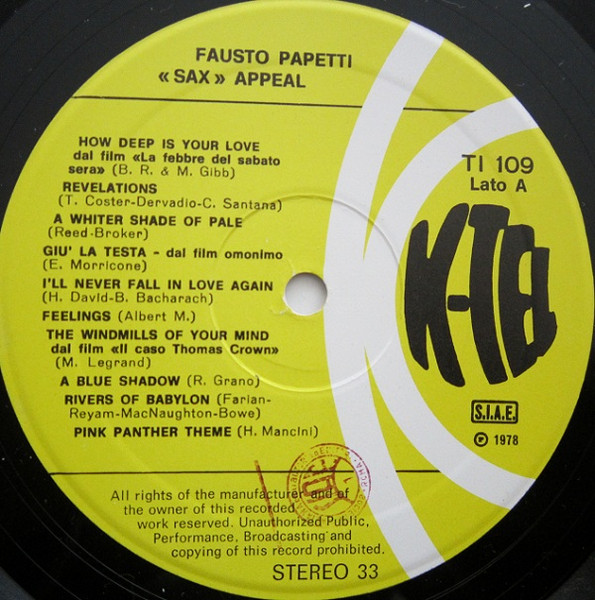 FAUSTO PAPETTI
«SAX» APPEAL
HOW DEEP IS YOUR LOVE
dal film «La febbre del sabato
sera» (B. R. & M. Gibb)
REVELATIONS
(T. Coster-Dervadio-C. Santana)
A WHITER SHADE OF PALE
(Reed-Broker)
GIU' LA TESTA - dal film omonimo
(E. Morricone)
I'LL NEVER FALL IN LOVE AGAIN
(H. David-B. Bacharach)
FEELINGS (Albert M.)
THE WINDMILLS OF YOUR MIND
dal film «Il caso Thomas Crown»
(M. Legrand)
A BLUE SHADOW (R. Grano)
RIVERS OF BABYLON (Farian-
Reyam-MacNaughton-Bowe)
PINK PANTHER THEME (H. Mancini)
TI 109
Lato A
K-TEL
S.I.A.E.
℗ 1978
All rights of the manufacturer and of
the owner of this recorded
work reserved. Unauthorized Public,
Performance, Broadcasting and
copying of this record prohibited.
STEREO 33